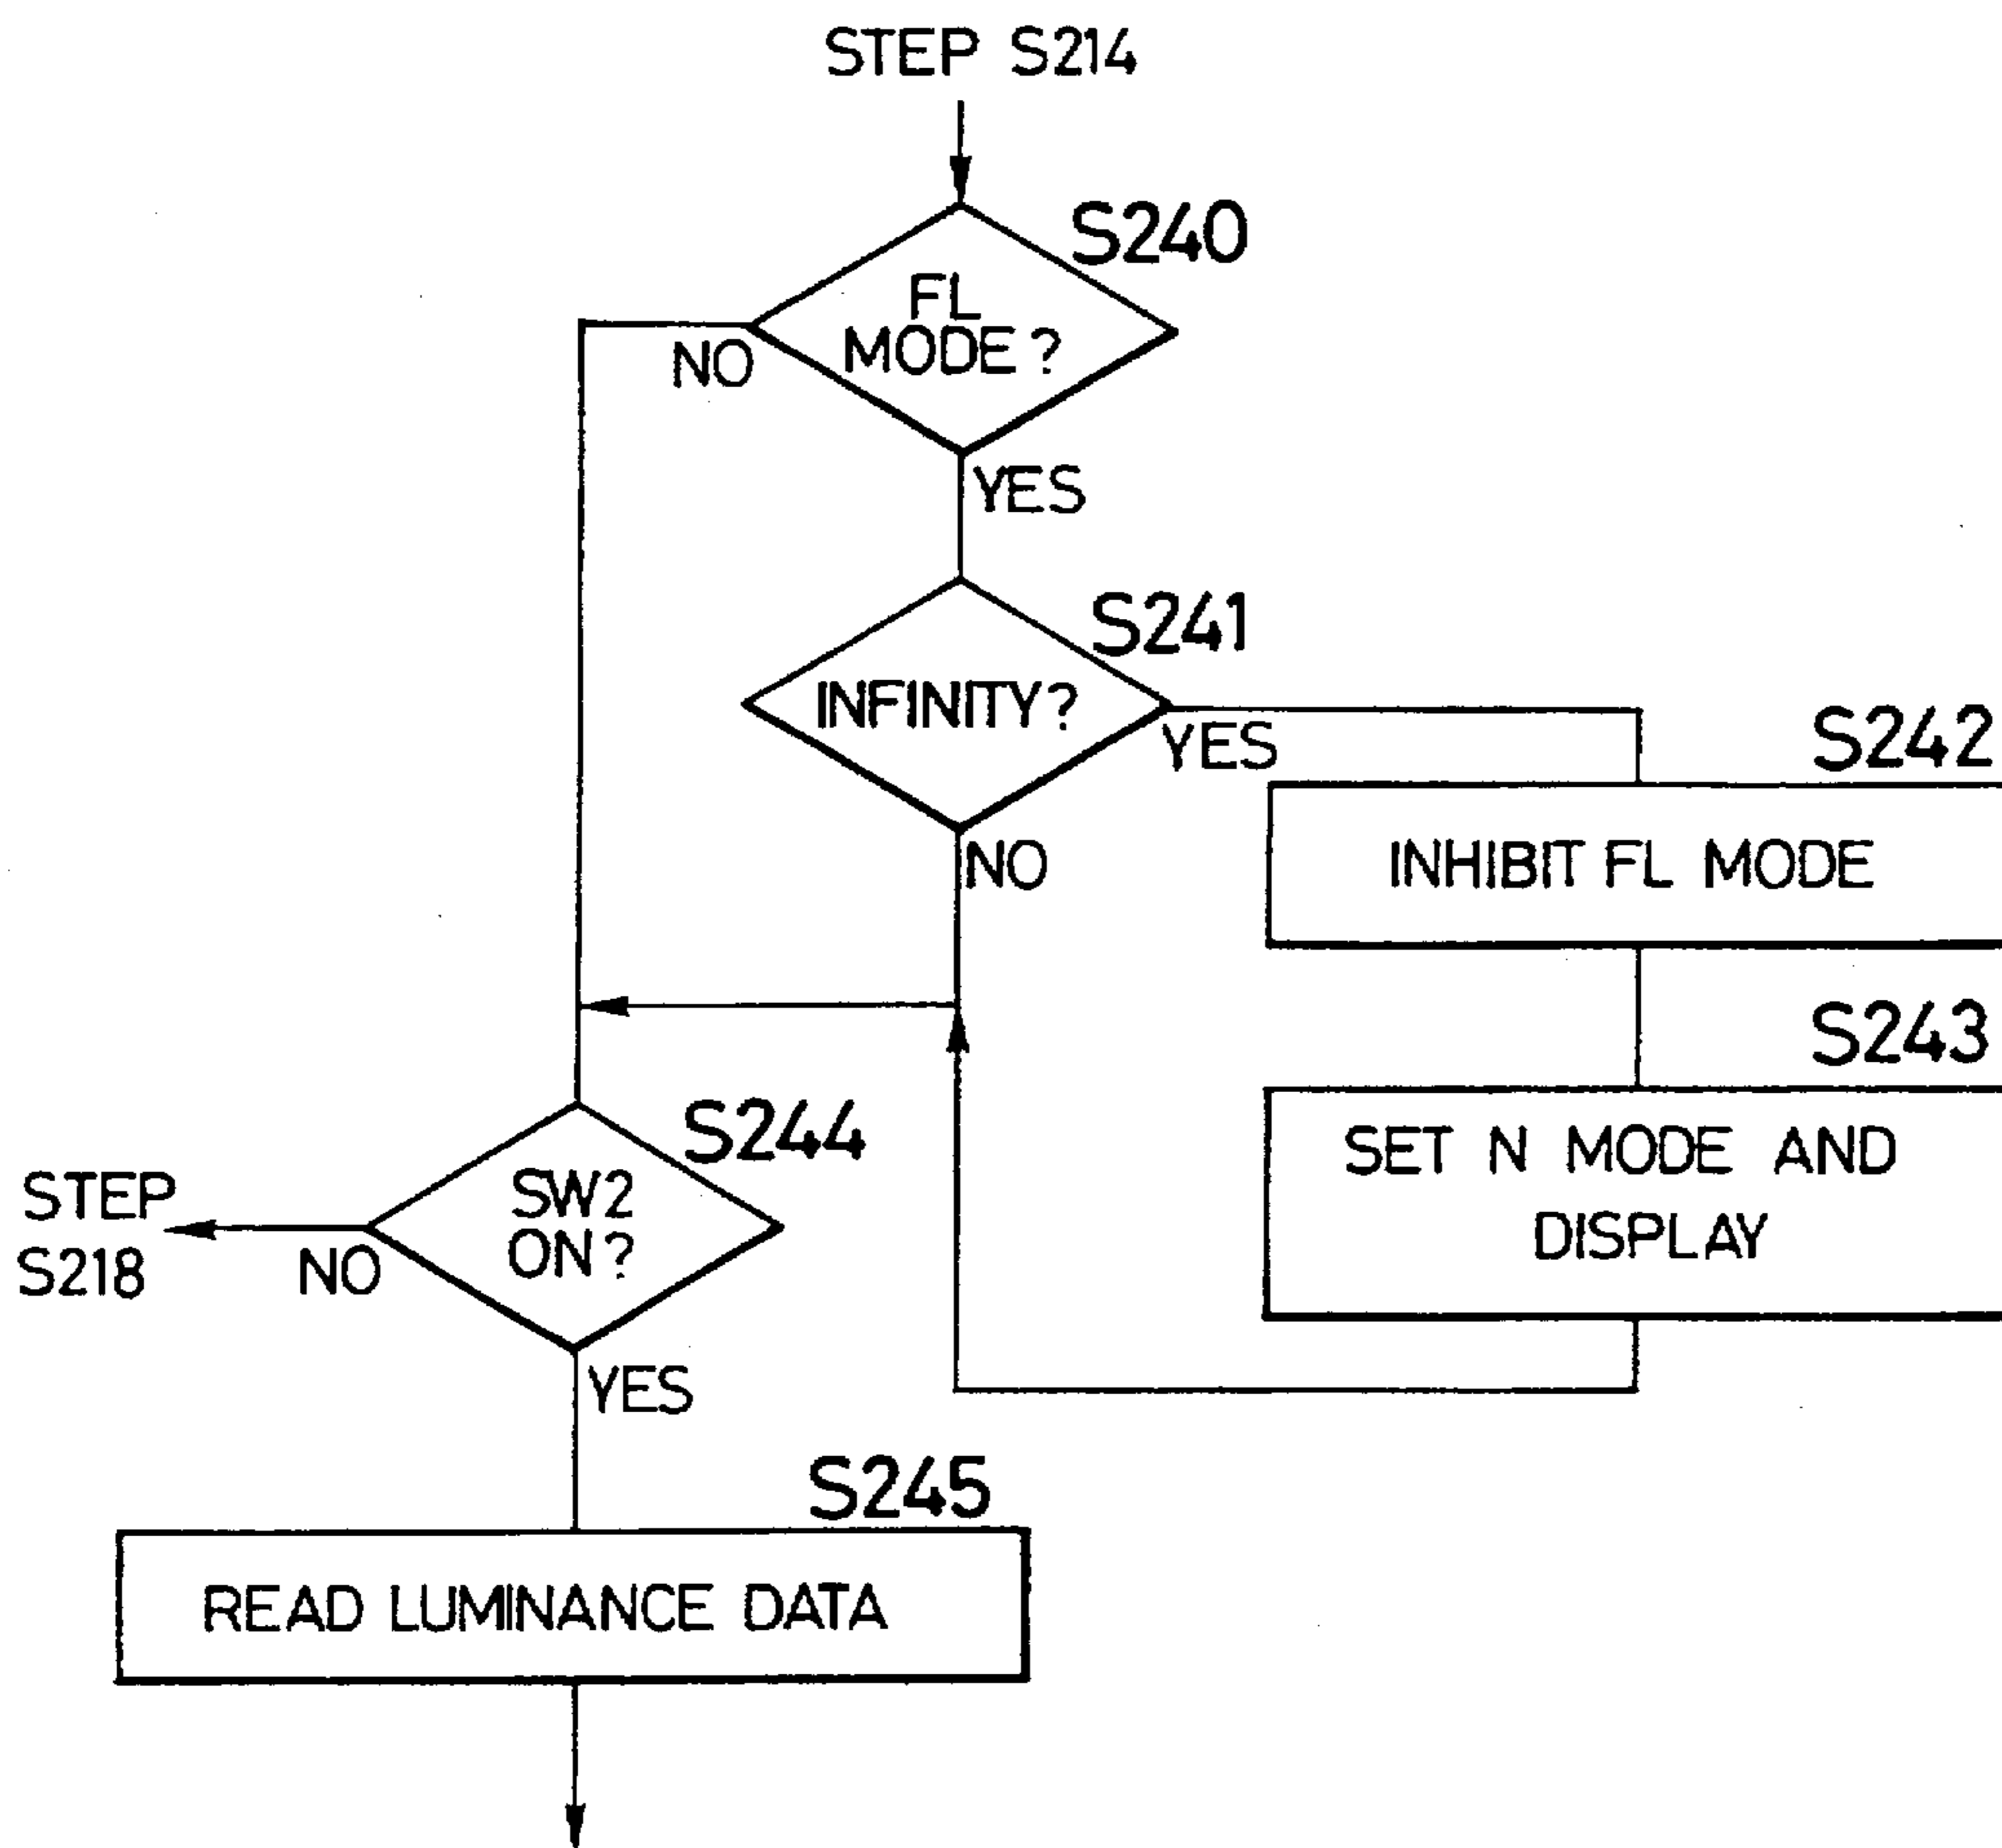 STEP S214
S240
FL
MODE?
NO
YES
S241
INFINITY?
YES
NO
S242
INHIBIT FL MODE
S243
SET N MODE AND
DISPLAY
S244
SW2
ON?
STEP
S218
NO
YES
S245
READ LUMINANCE DATA